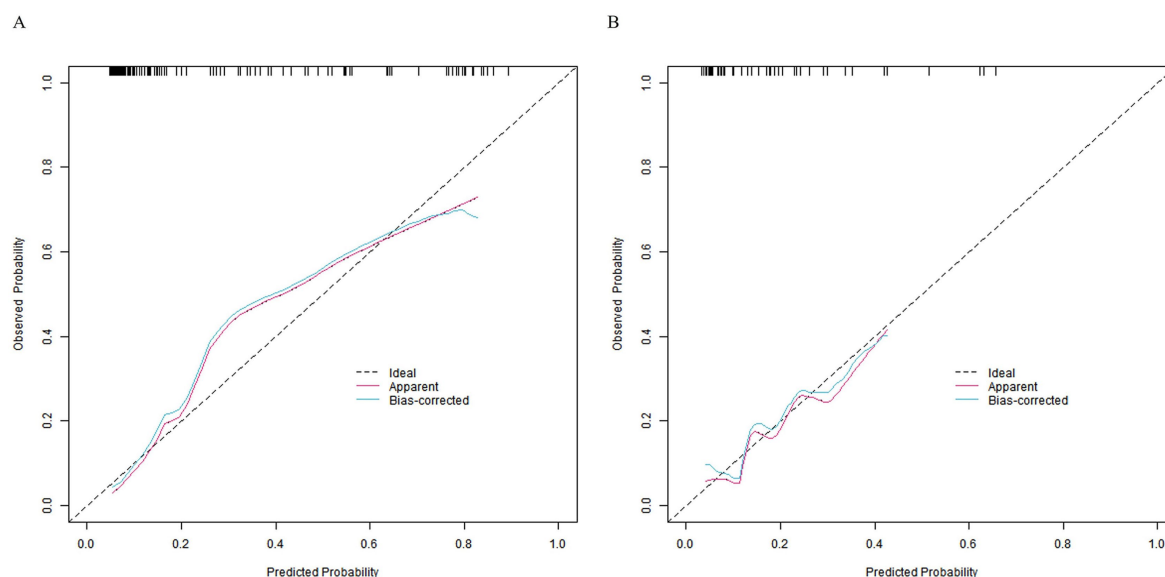 A
B
1.0
0.8
0.6
0.4
0.2
0.0
Observed Probability
Ideal
Apparent
Bias-corrected
0.0 0.2 0.4 0.6 0.8 1.0
Predicted Probability
1.0
0.8
0.6
0.4
0.2
0.0
Observed Probability
Ideal
Apparent
Bias-corrected
0.0 0.2 0.4 0.6 0.8 1.0
Predicted Probability